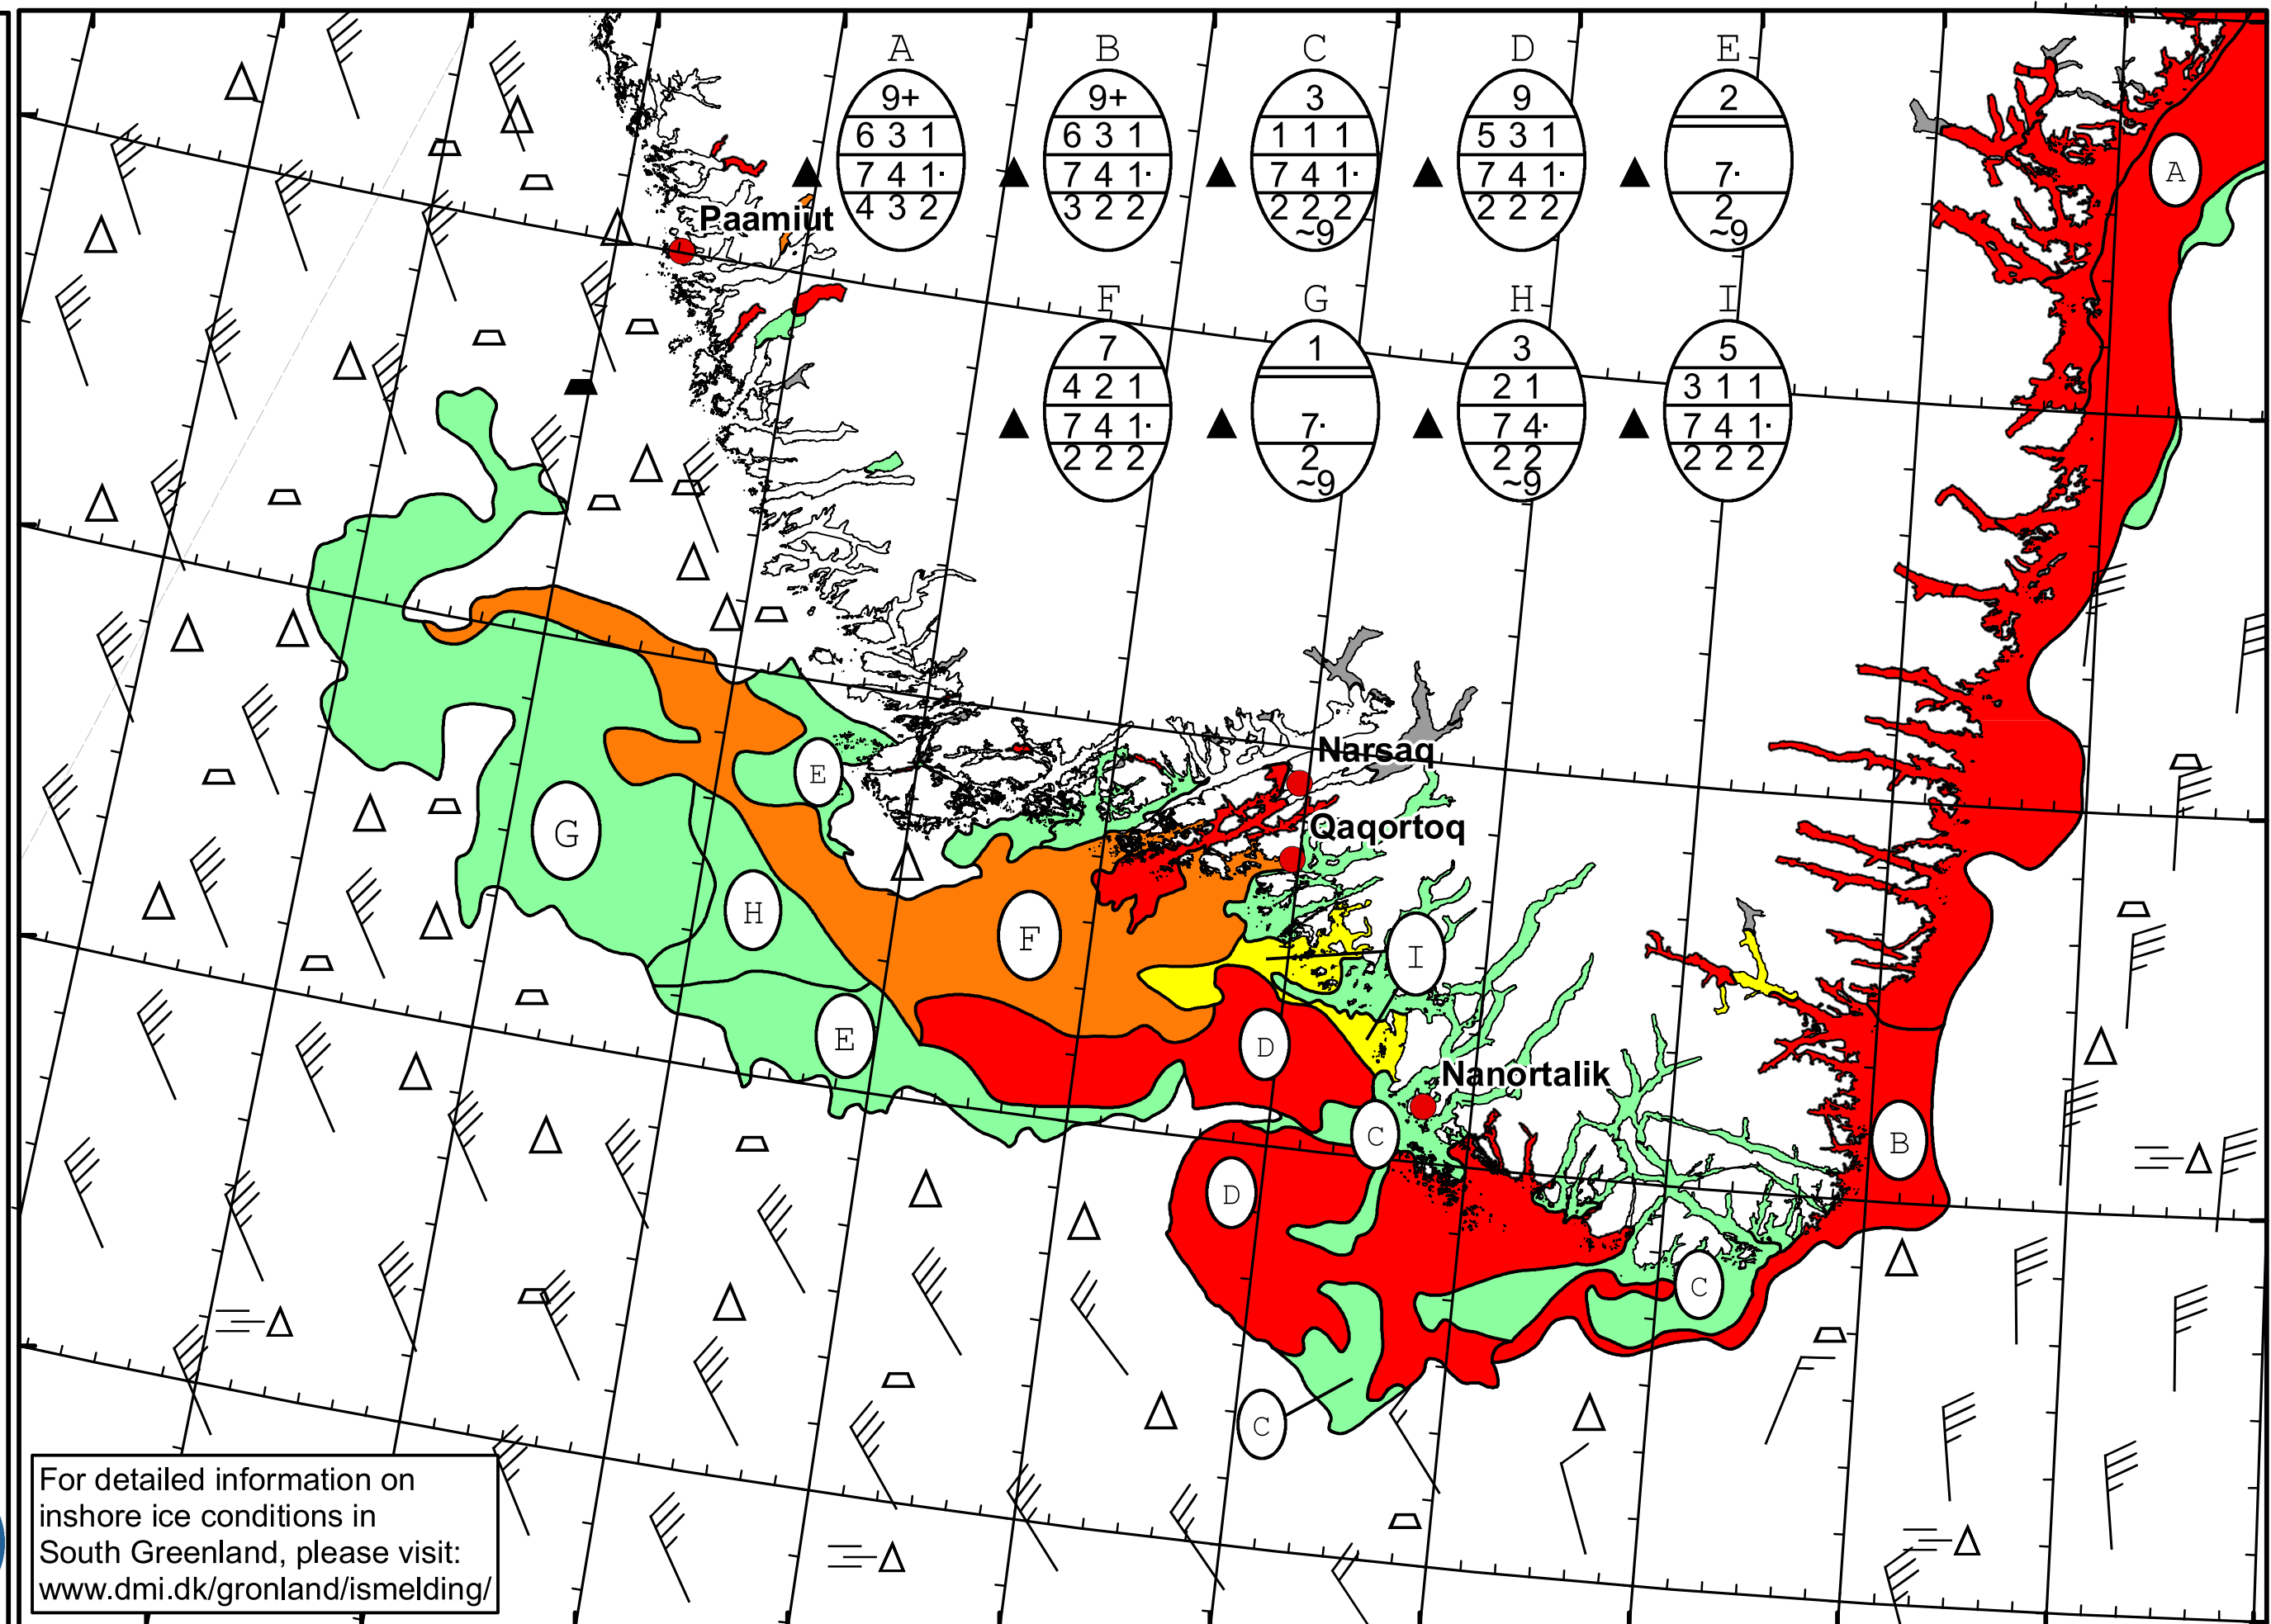 A B C D E
9+ 9+ 3 9 2
6 3 1 6 3 1 1 1 1 5 3 1
7 4 1· 7 4 1· 7 4 1· 7 4 1· 7·
4 3 2 3 2 2 2 2 2 2 2 2 2
~9 ~9
A
Paamiut
F G H I
7 1 3 5
4 2 1 2 1 3 1 1
7 4 1· 7· 7 4· 7 4 1·
2 2 2 2 2 2 2 2 2
~9 ~9
Narsaq
E
Qaqortoq
G
H
F
I
E
D
Nanortalik
C
B
D
C
C
For detailed information on
inshore ice conditions in
South Greenland, please visit:
www.dmi.dk/gronland/ismelding/